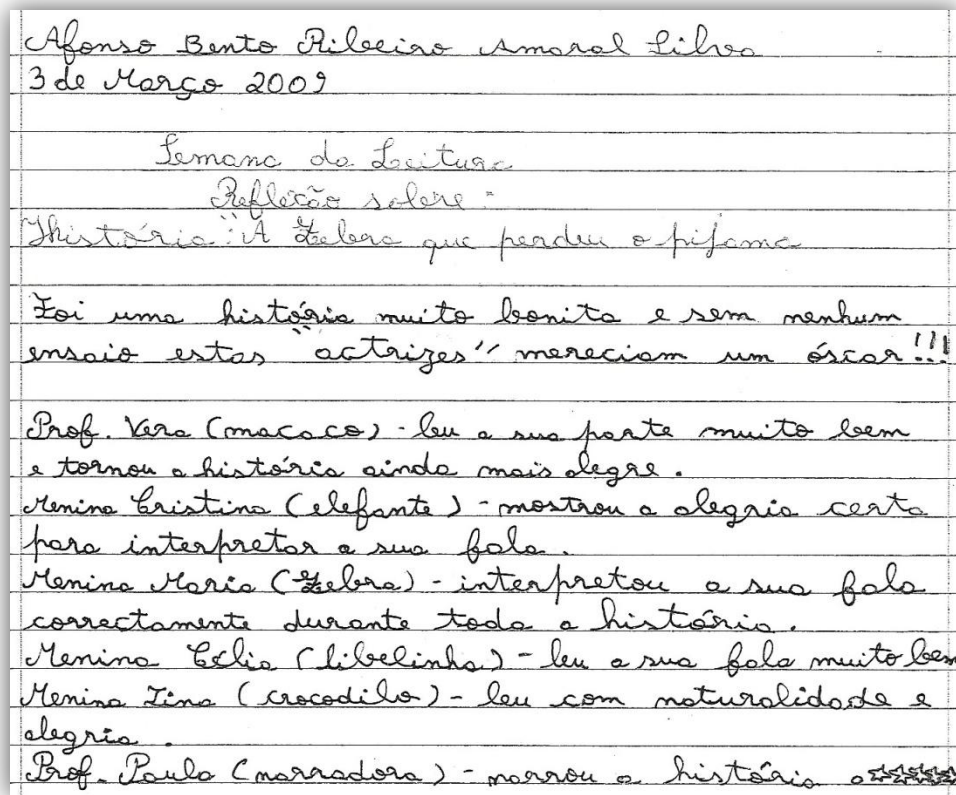 Afonso Bento Ribeiro Amaral Silva
3 de Março 2009
Semana da Leitura
Reflexão sobre:
História: "A Zebra que perdeu o pijama
Foi uma história muito bonita e sem nenhum
ensaio estas "actrizes" mereciam um óscar!!!
Prof. Vera (macaco) - leu a sua parte muito bem
e tornou a história ainda mais alegre.
Menina Cristina (elefante) - mostrou a alegria certa
para interpretar a sua fala.
Menina Maria (Zebra) - interpretou a sua fala
correctamente durante toda a história.
Menina Célia (libelinha) - leu a sua fala muito bem
Menina Zina (crocodilo) - leu com naturalidade e
alegria.
Prof. Paula (narradora) - narrou a história a ☆☆☆☆☆